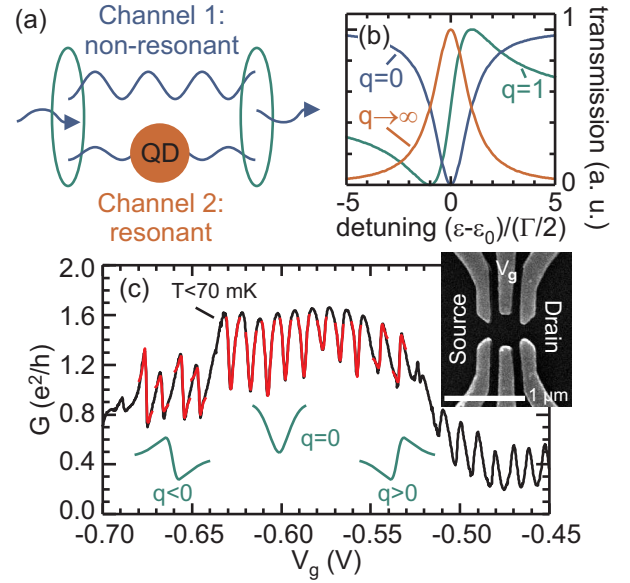 (a)
Channel 1:
non-resonant
QD
Channel 2:
resonant
(b)
q=0
q=1
q→∞
1
0
transmission (a. u.)
-5
0
5
detuning (ε-ε₀)/(Γ/2)
(c)
T<70 mK
G (e²/h)
2.0
1.6
1.2
0.8
0.4
0.0
q<0
q=0
q>0
-0.70
-0.65
-0.60
-0.55
-0.50
-0.45
V_g (V)
V_g
Source
Drain
1 µm